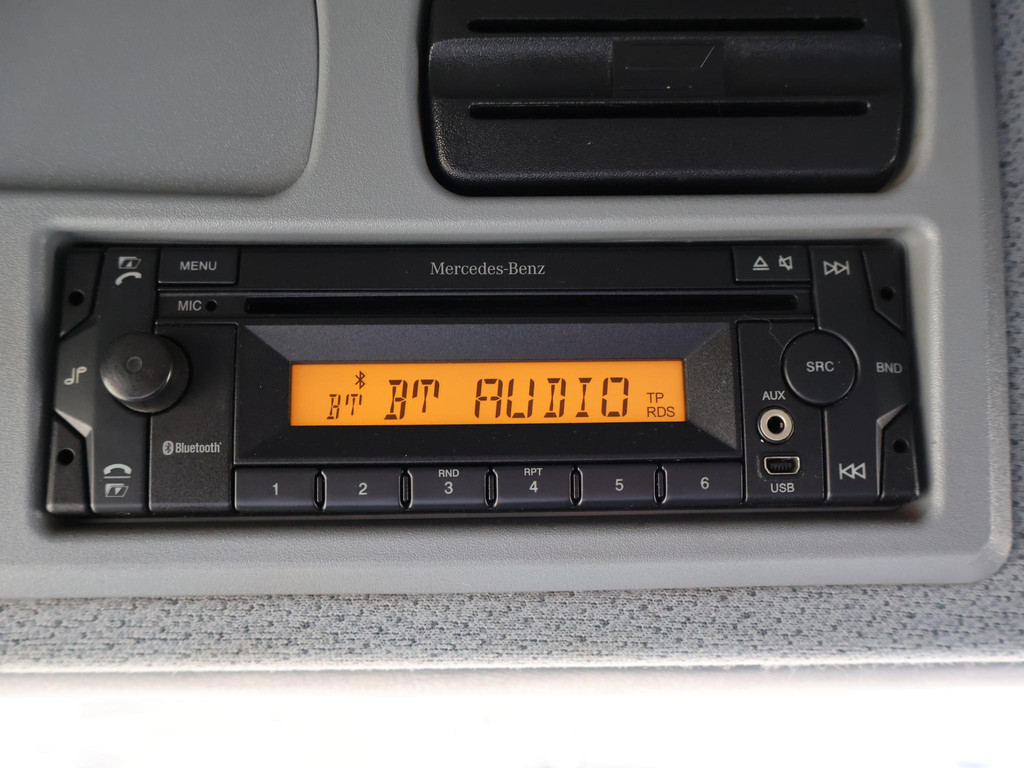 MENU
Mercedes-Benz
MIC
SRC
BND
BT BT AUDIO
TP
RDS
AUX
Bluetooth
RND
RPT
1 2 3 4 5 6
USB